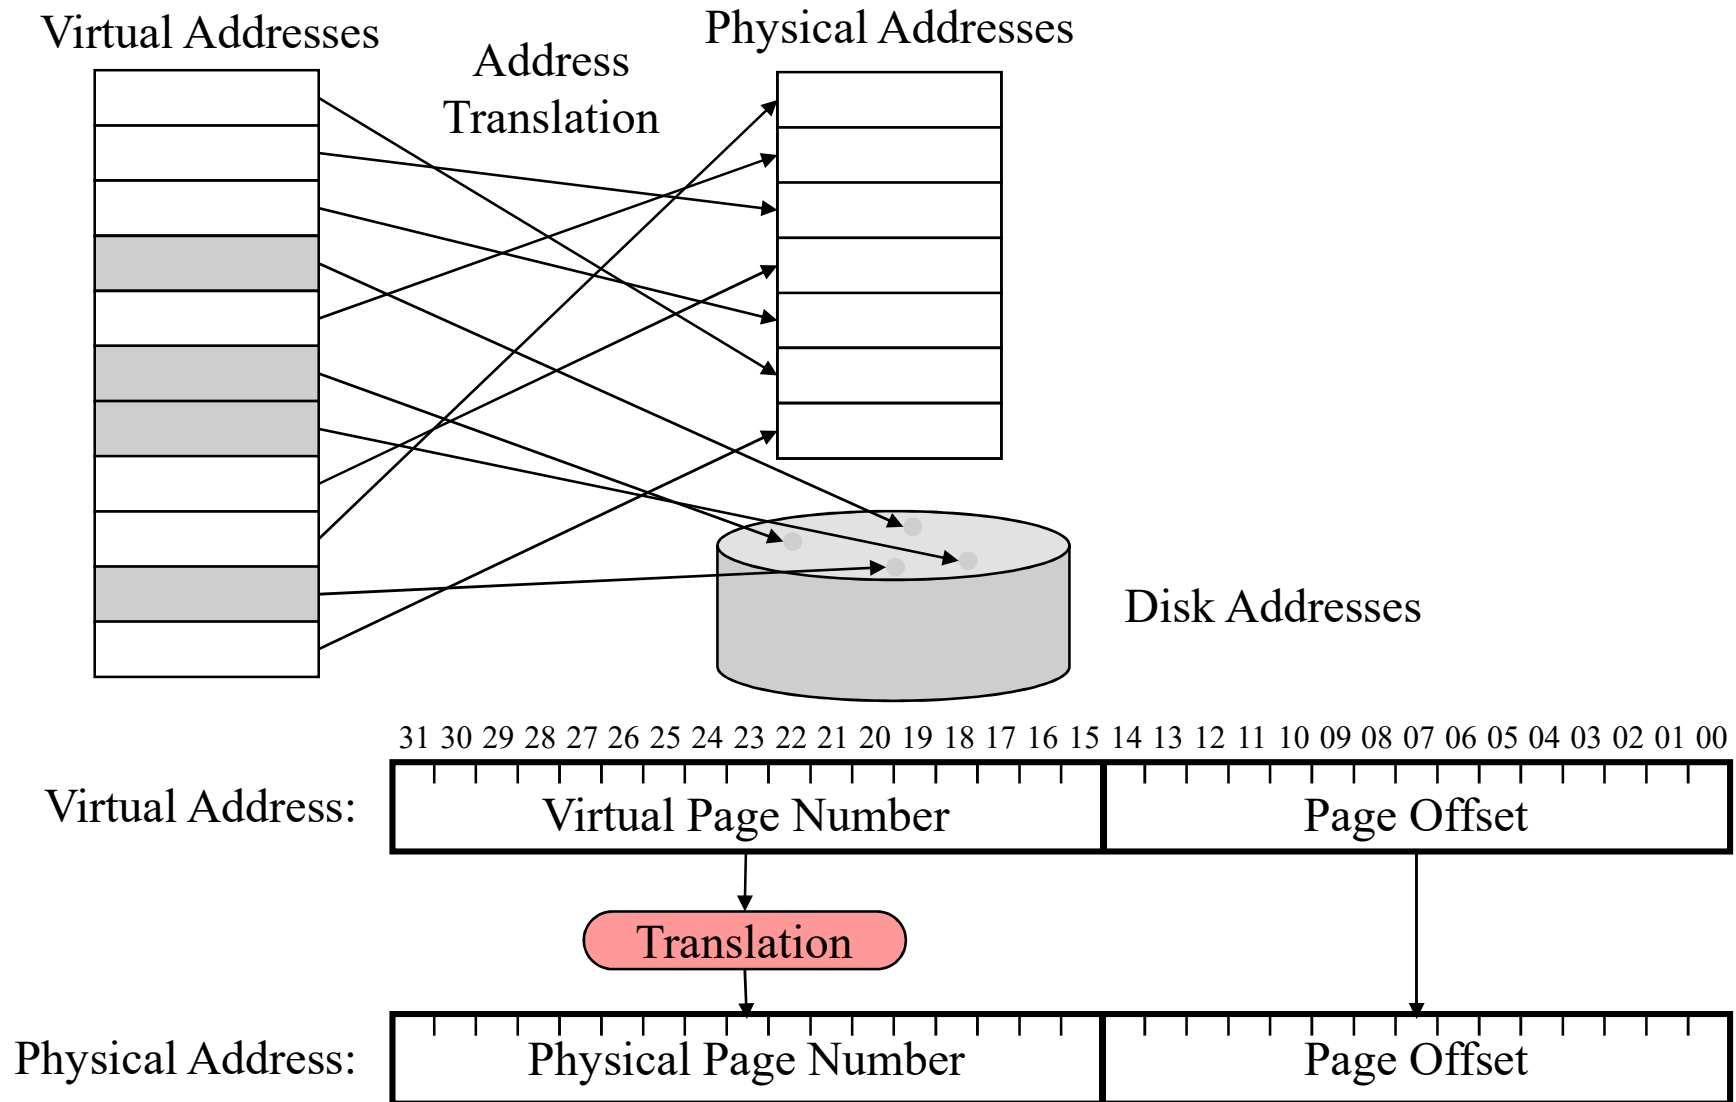 Virtual Addresses
Address
Translation
Physical Addresses
Disk Addresses
31 30 29 28 27 26 25 24 23 22 21 20 19 18 17 16 15 14 13 12 11 10 09 08 07 06 05 04 03 02 01 00
Virtual Address: Virtual Page Number Page Offset
Translation
Physical Address: Physical Page Number Page Offset